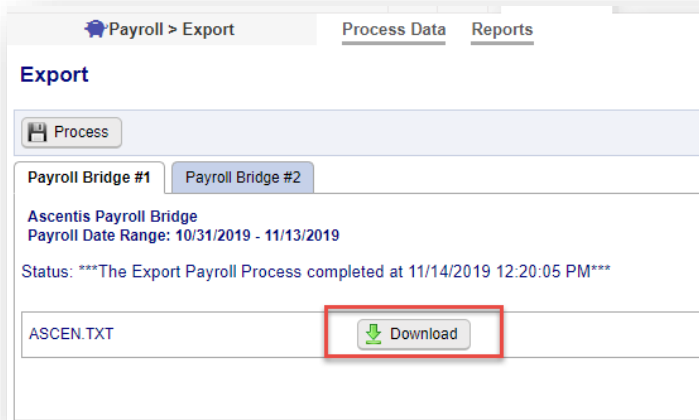 Payroll > Export Process Data Reports
Export
Process
Payroll Bridge #1 Payroll Bridge #2
Ascentis Payroll Bridge
Payroll Date Range: 10/31/2019 - 11/13/2019
Status: ***The Export Payroll Process completed at 11/14/2019 12:20:05 PM***
ASCEN.TXT Download